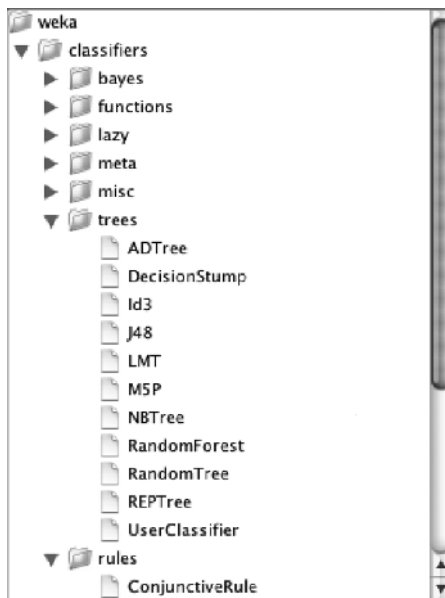 weka
classifiers
bayes
functions
lazy
meta
misc
trees
ADTree
DecisionStump
Id3
J48
LMT
M5P
NBTree
RandomForest
RandomTree
REPTree
UserClassifier
rules
ConjunctiveRule